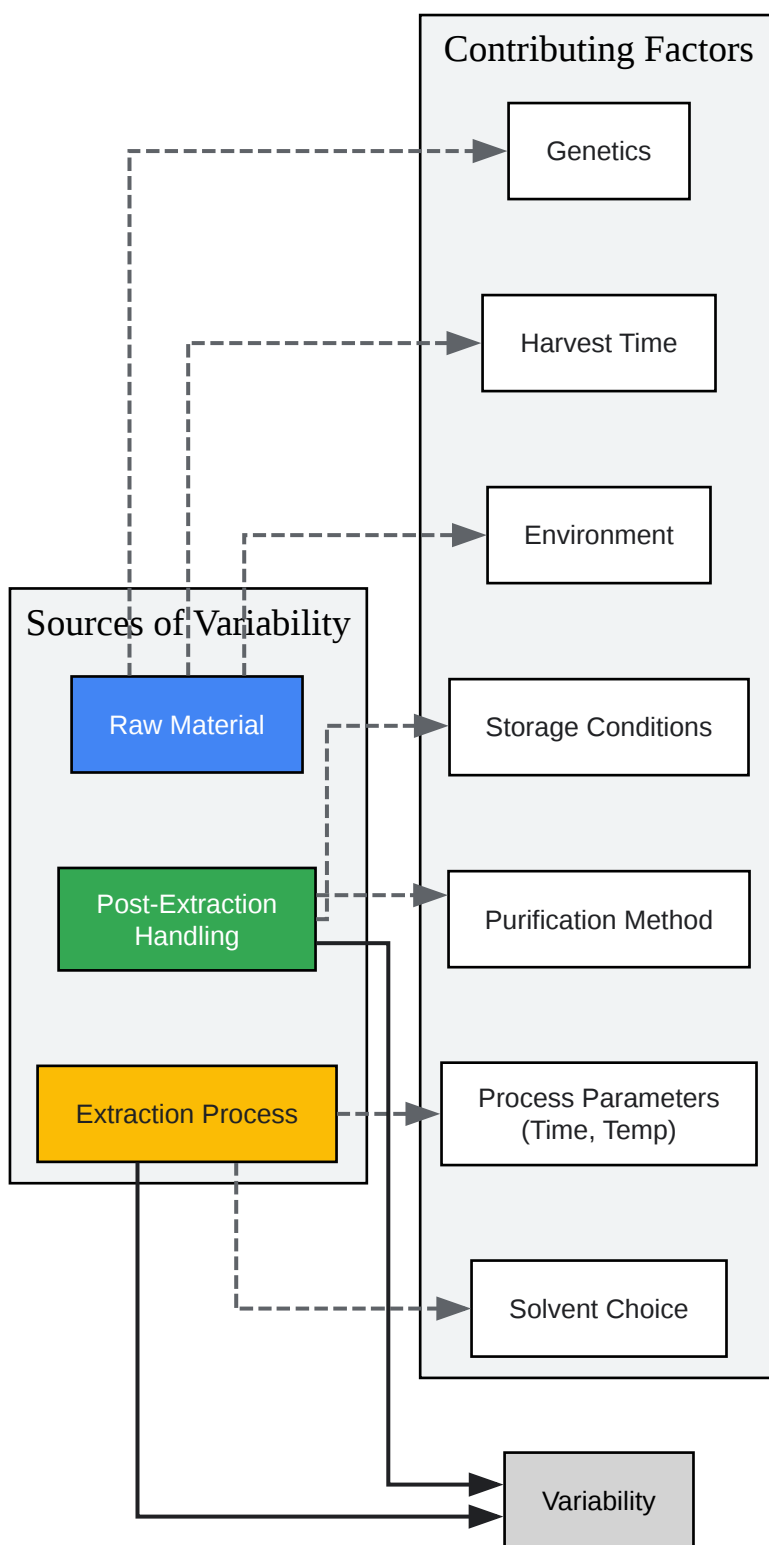 Contributing Factors
Genetics
Harvest Time
Environment
Sources of Variability
Raw Material
Storage Conditions
Post-Extraction
Handling
Purification Method
Extraction Process
Process Parameters
(Time, Temp)
Solvent Choice
Variability